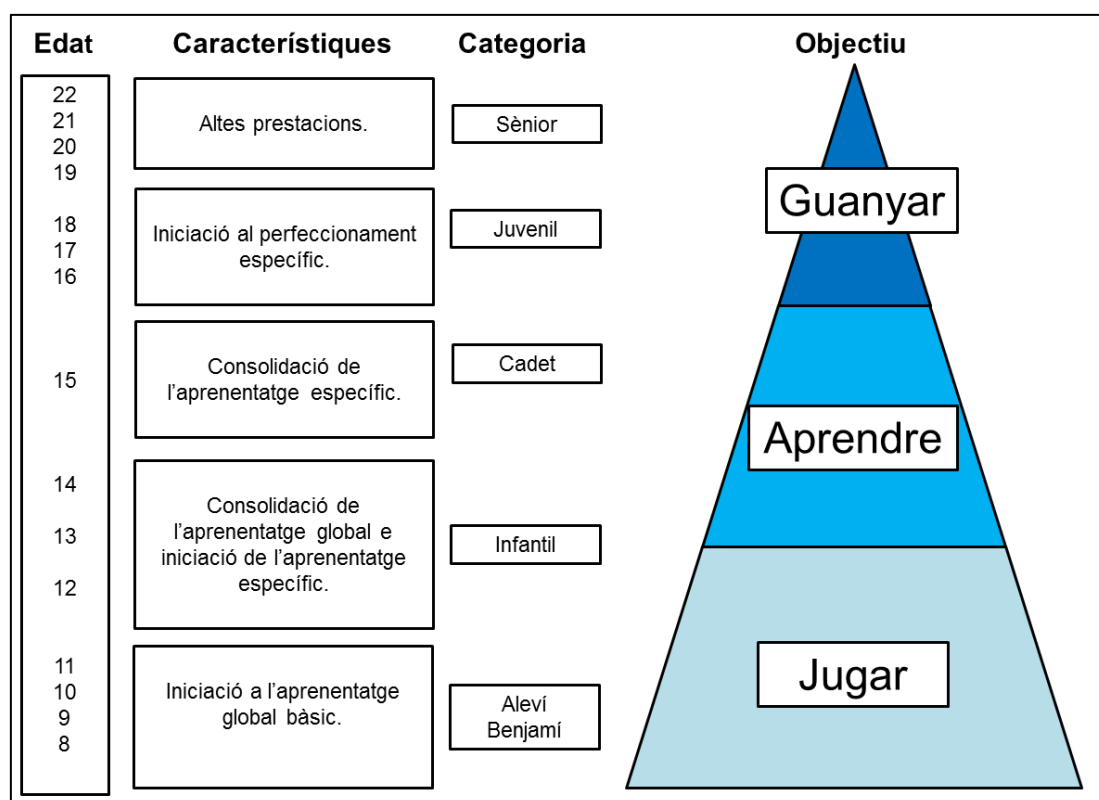 Edat Característiques Categoria Objectiu
22
21
20
19
Altes prestacions.
Sènior
Guanyar
18
17
16
Iniciació al perfeccionament
específic.
Juvenil
15
Consolidació de
l’aprenentatge específic.
Cadet
Aprendre
14
13
12
Consolidació de
l’aprenentatge global e
iniciació de l’aprenentatge
específic.
Infantil
11
10
9
8
Iniciació a l’aprenentatge
global bàsic.
Aleví
Benjamí
Jugar